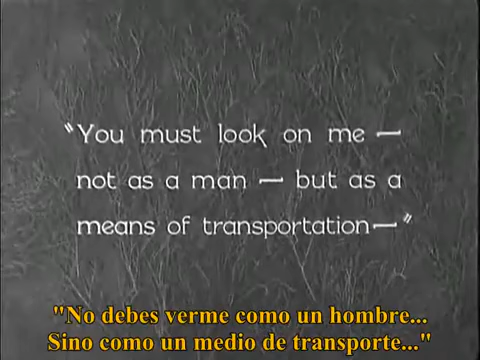 "You must look on me —
not as a man — but as a
means of transportation—"
"No debes verme como un hombre...
Sino como un medio de transporte..."